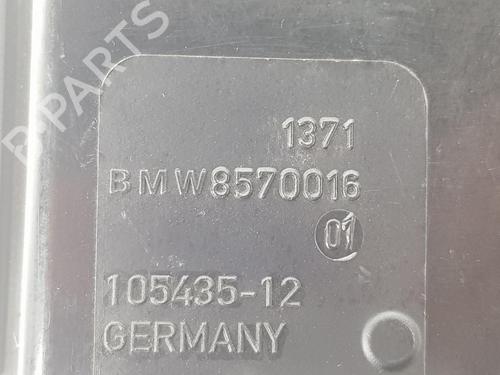 B-PARTS
1371
BMW8570016
01
105435-12
GERMANY